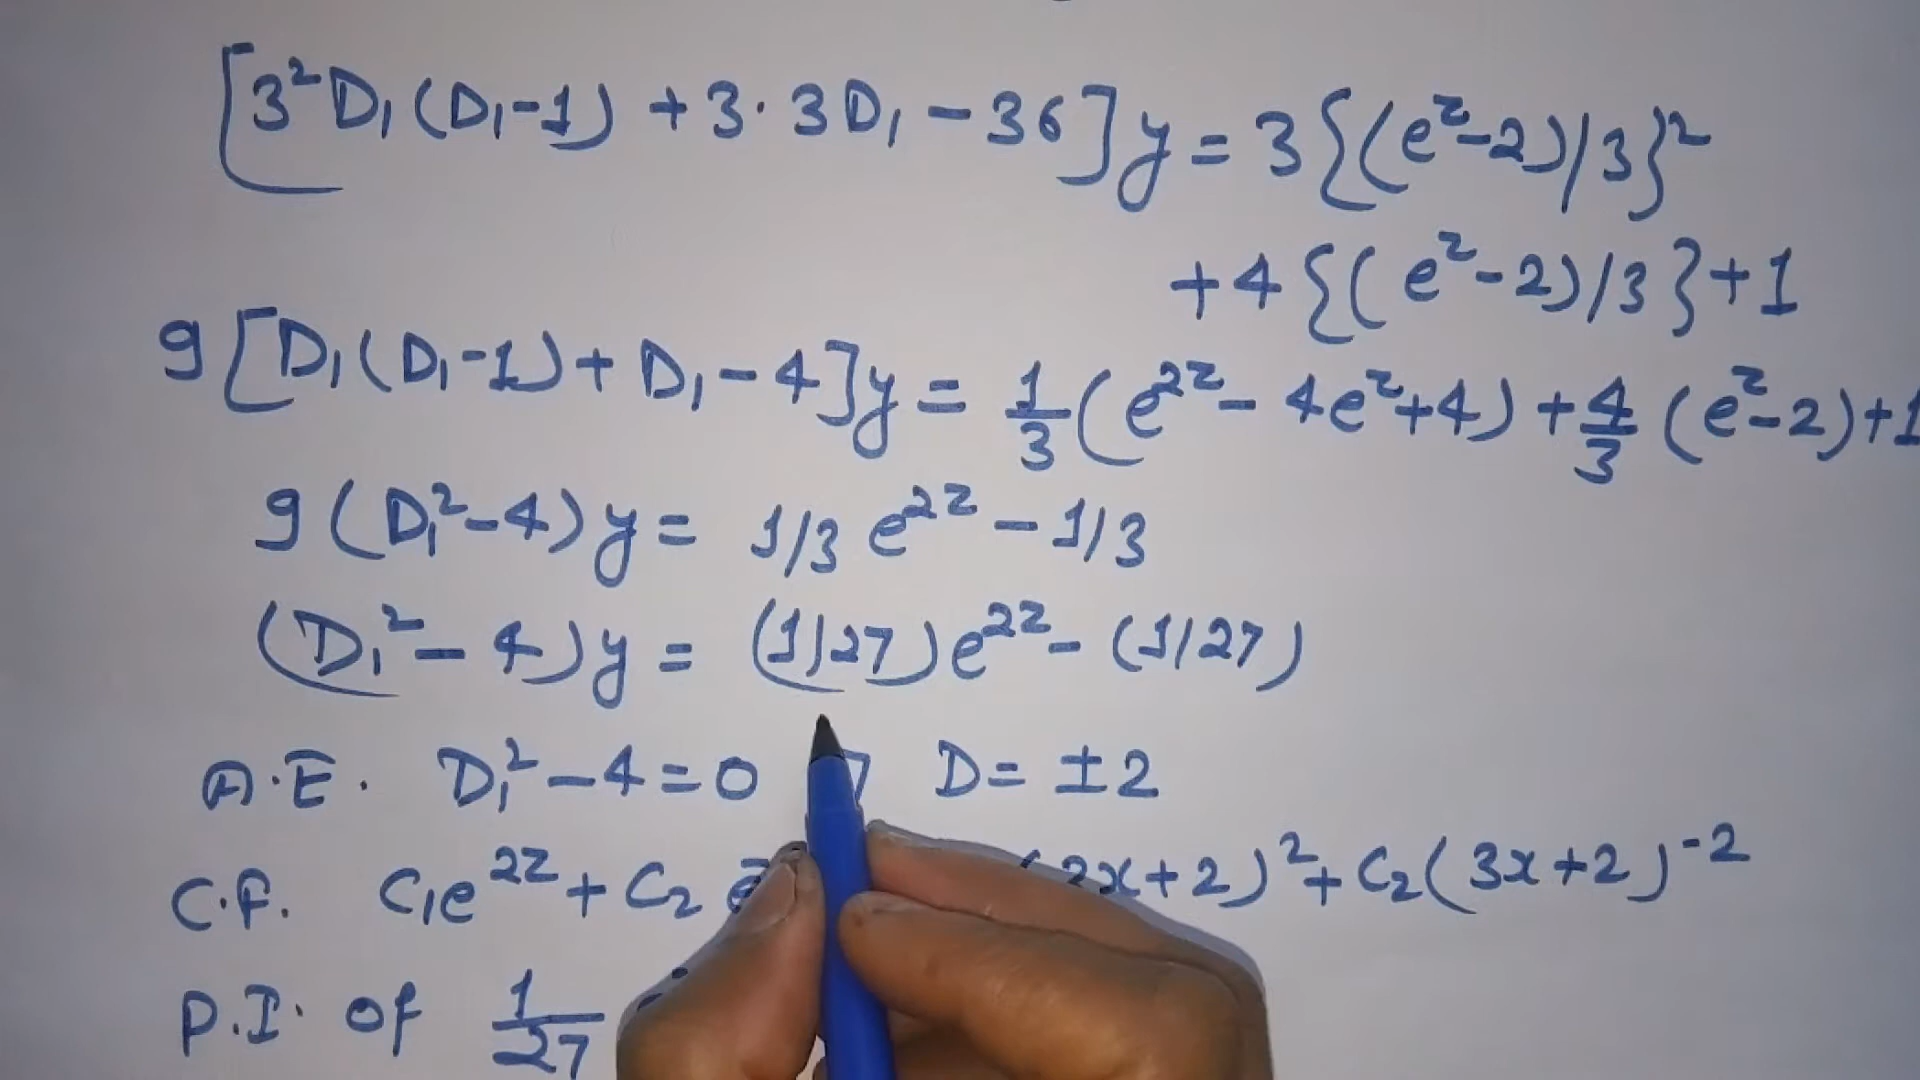 [3²D₁(D₁-1) + 3· 3D₁ - 36]y = 3{(e^z-2)/3}²
+4{(e^z-2)/3}+1
9[D₁(D₁-1)+ D₁-4]y = 1/3 (e^2z - 4e^z+4) + 4/3 (e^z-2)+1
9(D₁²-4)y = 1/3 e^2z - 1/3
(D₁² - 4)y = (1/27)e^2z - (1/27)
A.E. D₁² - 4 = 0 D = ±2
C.F. C₁e^2z + C₂ x+2)² + C₂(3x+2)^-2
P.I. of 1/27